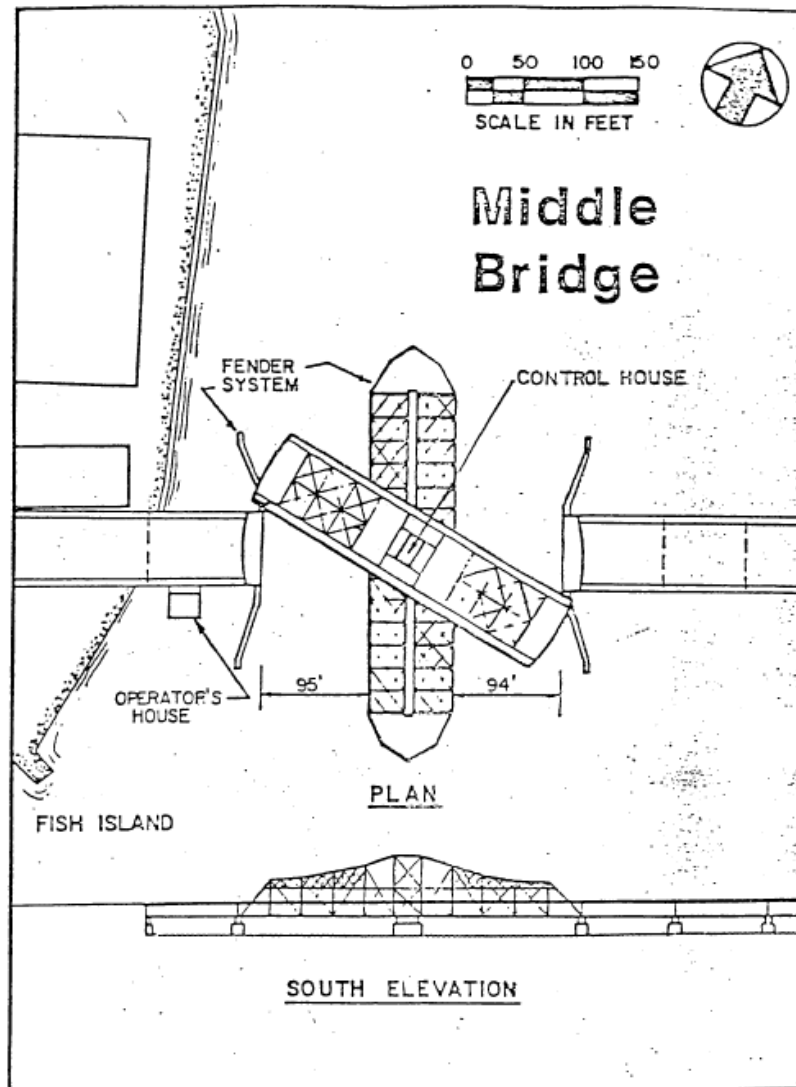 0 50 100 150
SCALE IN FEET
Middle
Bridge
FENDER
SYSTEM
CONTROL HOUSE
95'
94'
OPERATOR'S
HOUSE
PLAN
FISH ISLAND
SOUTH ELEVATION